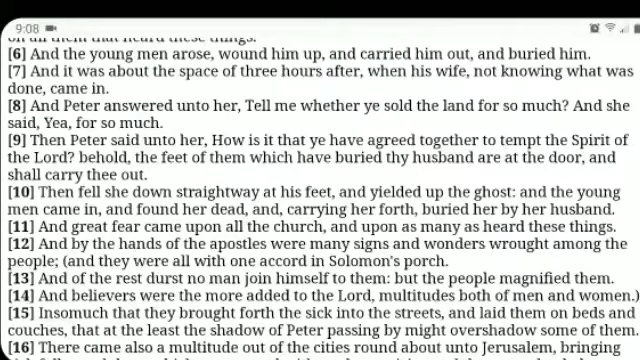 9:08
on all them that heard these things.
[6] And the young men arose, wound him up, and carried him out, and buried him.
[7] And it was about the space of three hours after, when his wife, not knowing what was
done, came in.
[8] And Peter answered unto her, Tell me whether ye sold the land for so much? And she
said, Yea, for so much.
[9] Then Peter said unto her, How is it that ye have agreed together to tempt the Spirit of
the Lord? behold, the feet of them which have buried thy husband are at the door, and
shall carry thee out.
[10] Then fell she down straightway at his feet, and yielded up the ghost: and the young
men came in, and found her dead, and, carrying her forth, buried her by her husband.
[11] And great fear came upon all the church, and upon as many as heard these things.
[12] And by the hands of the apostles were many signs and wonders wrought among the
people; (and they were all with one accord in Solomon's porch.
[13] And of the rest durst no man join himself to them: but the people magnified them.
[14] And believers were the more added to the Lord, multitudes both of men and women.)
[15] Insomuch that they brought forth the sick into the streets, and laid them on beds and
couches, that at the least the shadow of Peter passing by might overshadow some of them.
[16] There came also a multitude out of the cities round about unto Jerusalem, bringing